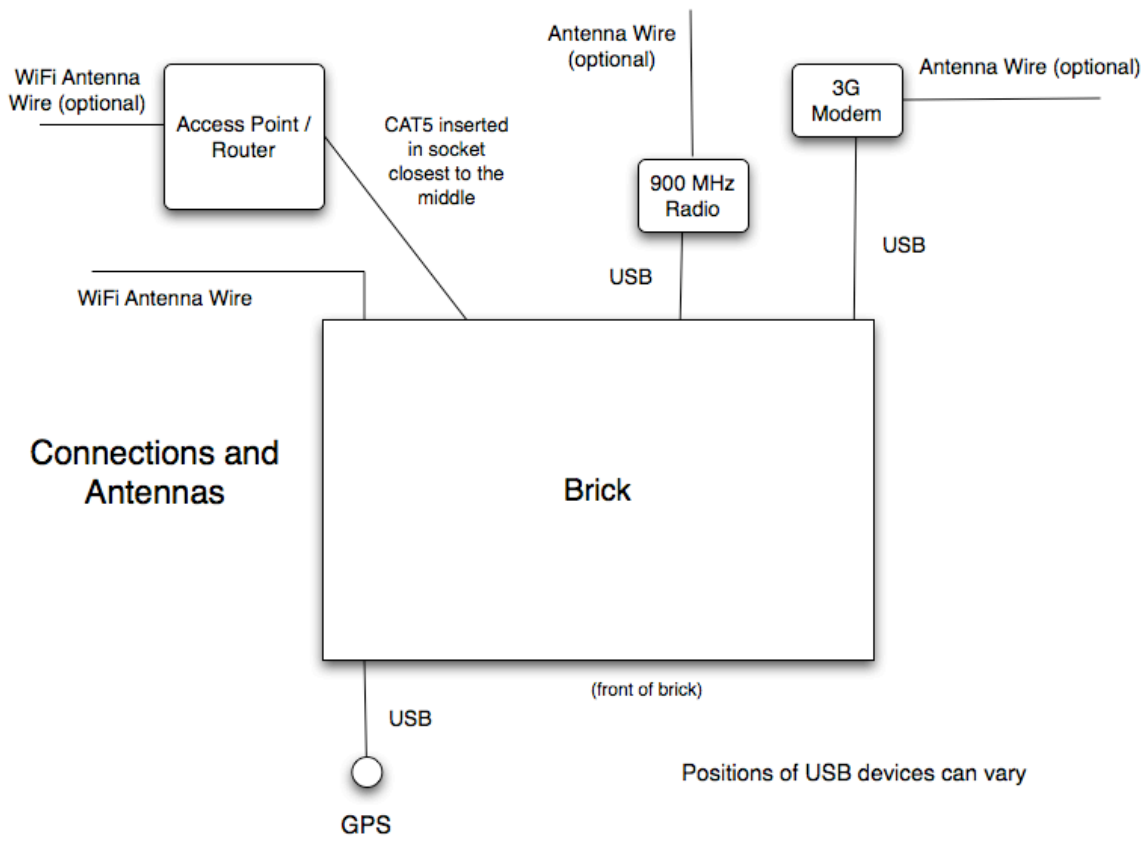 WiFi Antenna
Wire (optional)
Access Point /
Router
CAT5 inserted
in socket
closest to the
middle
Antenna Wire
(optional)
900 MHz
Radio
USB
3G
Modem
Antenna Wire (optional)
USB
WiFi Antenna Wire
Connections and
Antennas
Brick
(front of brick)
USB
GPS
Positions of USB devices can vary